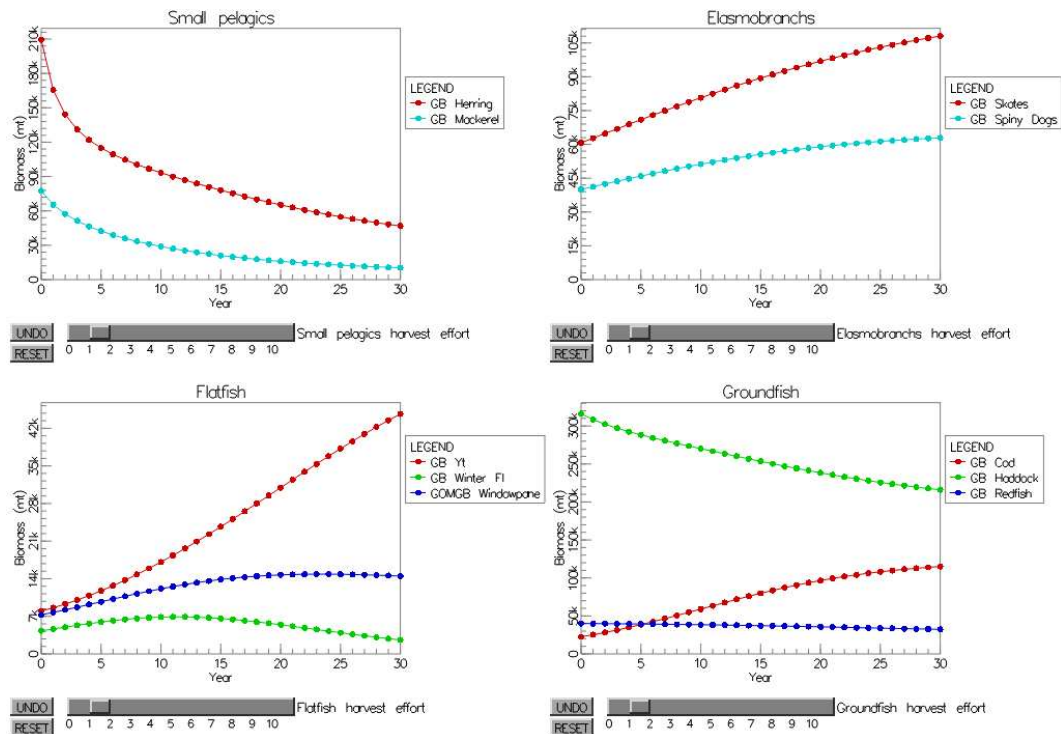 Small pelagics
210k
180k
150k
120k
90k
60k
30k
0
Biomass (mt)
0 5 10 15 20 25 30
Year
LEGEND
GB Herring
GB Mackerel
UNDO
RESET
0 1 2 3 4 5 6 7 8 9 10
Small pelagics harvest effort
Elasmobranchs
105k
90k
75k
60k
45k
30k
15k
0
Biomass (mt)
0 5 10 15 20 25 30
Year
LEGEND
GB Skates
GB Spiny Dogs
UNDO
RESET
0 1 2 3 4 5 6 7 8 9 10
Elasmobranchs harvest effort
Flatfish
42k
35k
28k
21k
14k
7k
0
Biomass (mt)
0 5 10 15 20 25 30
Year
LEGEND
GB Yt
GB Winter Fl
GOMGB Windowpane
UNDO
RESET
0 1 2 3 4 5 6 7 8 9 10
Flatfish harvest effort
Groundfish
300k
250k
200k
150k
100k
50k
0
Biomass (mt)
0 5 10 15 20 25 30
Year
LEGEND
GB Cod
GB Haddock
GB Redfish
UNDO
RESET
0 1 2 3 4 5 6 7 8 9 10
Groundfish harvest effort